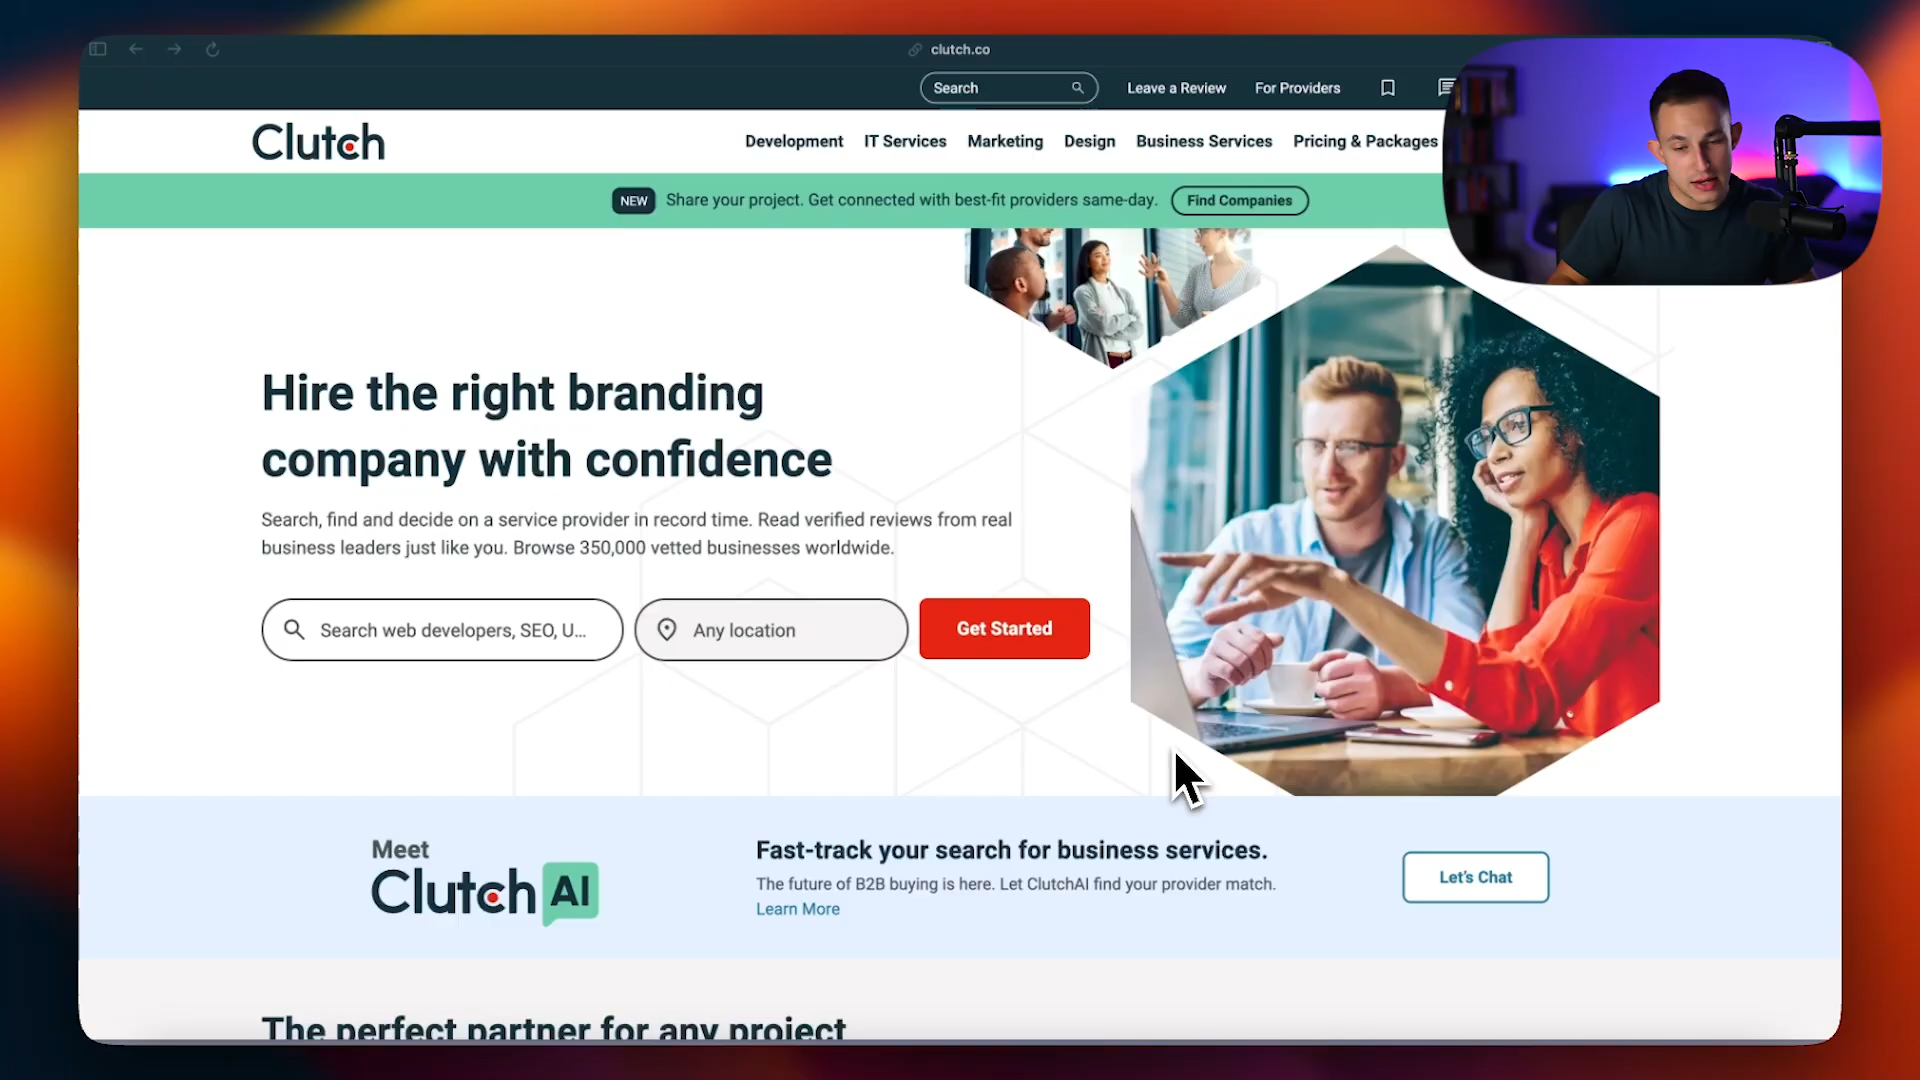 clutch.co
Search
Leave a Review
For Providers
Clutch
Development
IT Services
Marketing
Design
Business Services
Pricing & Packages
NEW
Share your project. Get connected with best-fit providers same-day.
Find Companies
Hire the right branding
company with confidence
Search, find and decide on a service provider in record time. Read verified reviews from real
business leaders just like you. Browse 350,000 vetted businesses worldwide.
Search web developers, SEO, U...
Any location
Get Started
Meet
Clutch AI
Fast-track your search for business services.
The future of B2B buying is here. Let ClutchAI find your provider match.
Learn More
Let's Chat
The perfect partner for any project